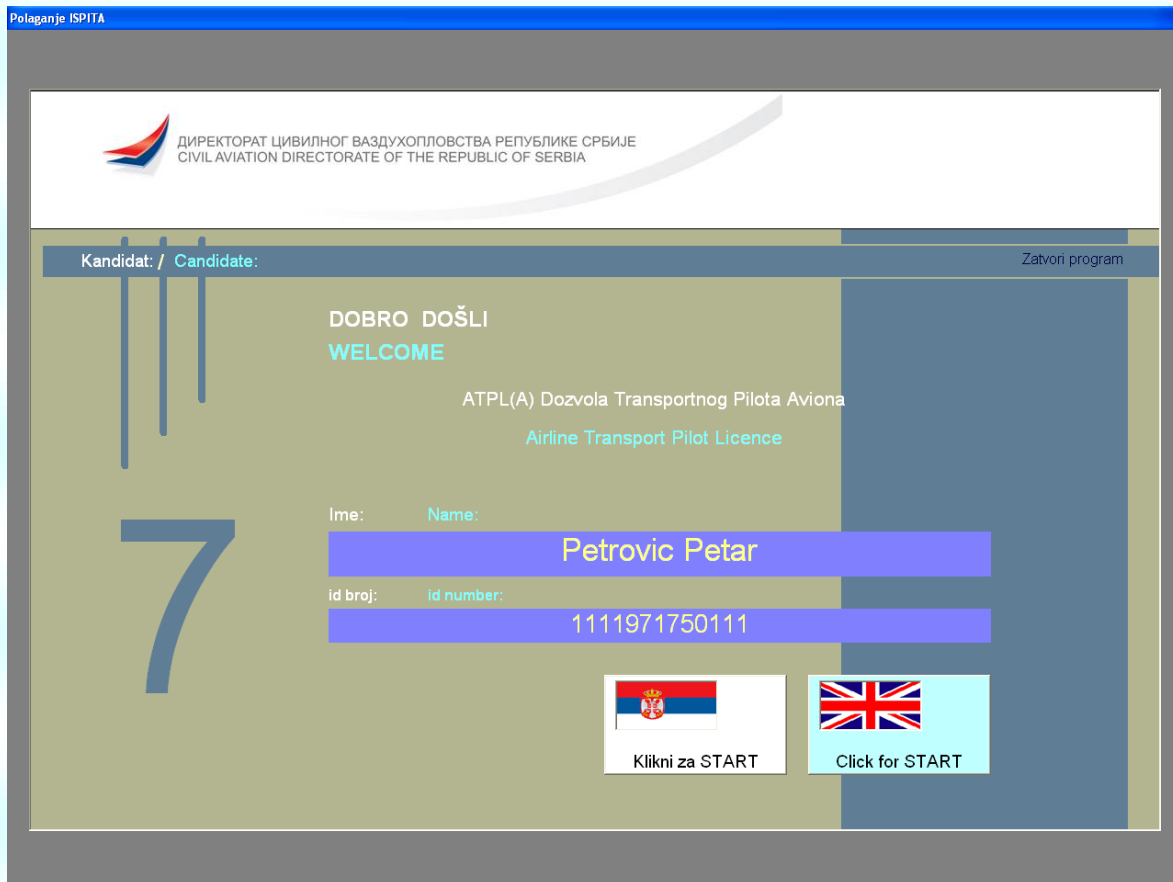 Polaganje ISPITA
ДИРЕКТОРАТ ЦИВИЛНОГ ВАЗДУХОПЛОВСТВА РЕПУБЛИКЕ СРБИЈЕ
CIVIL AVIATION DIRECTORATE OF THE REPUBLIC OF SERBIA
Kandidat: / Candidate: Zatvori program
DOBRO DOŠLI
WELCOME
ATPL(A) Dozvola Transportnog Pilota Aviona
Airline Transport Pilot Licence
7
Ime: Name:
Petrovic Petar
id broj: id number:
1111971750111
Klikni za START Click for START